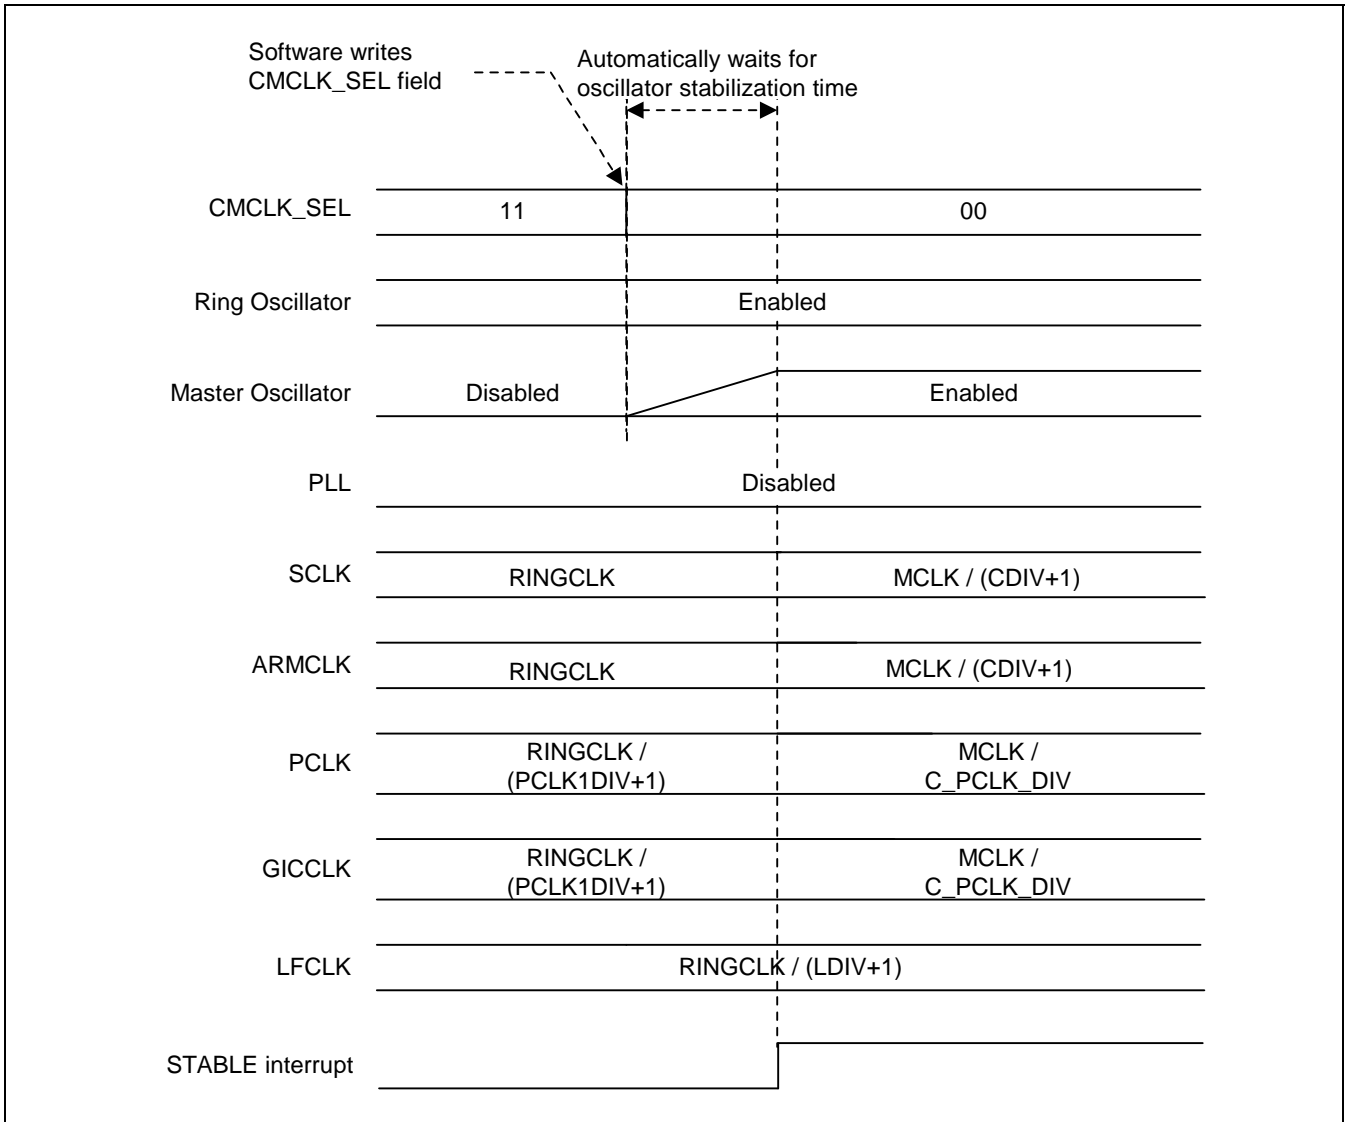 Software writes
CMCLK_SEL field
Automatically waits for
oscillator stabilization time
CMCLK_SEL
11
00
Ring Oscillator
Enabled
Master Oscillator
Disabled
Enabled
PLL
Disabled
SCLK
RINGCLK
MCLK / (CDIV+1)
ARMCLK
RINGCLK
MCLK / (CDIV+1)
PCLK
RINGCLK /
(PCLK1DIV+1)
MCLK /
C_PCLK_DIV
GICCLK
RINGCLK /
(PCLK1DIV+1)
MCLK /
C_PCLK_DIV
LFCLK
RINGCLK / (LDIV+1)
STABLE interrupt